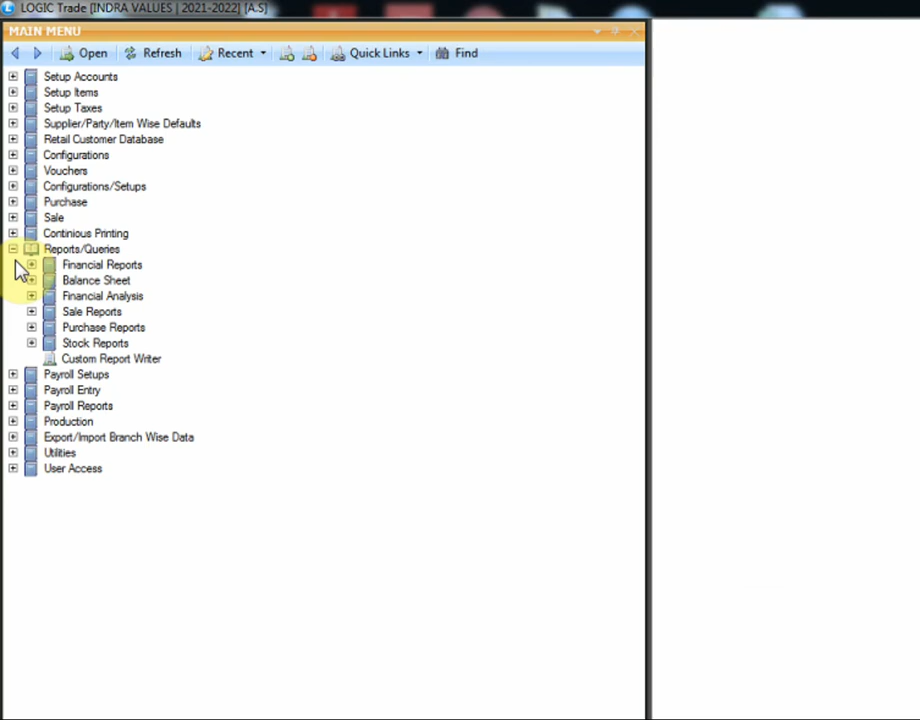 LOGIC Trade [INDRA VALUES | 2021-2022] [A.S]
MAIN MENU
Open Refresh Recent Quick Links Find
Setup Accounts
Setup Items
Setup Taxes
Supplier/Party/Item Wise Defaults
Retail Customer Database
Configurations
Vouchers
Configurations/Setups
Purchase
Sale
Continious Printing
Reports/Queries
Financial Reports
Balance Sheet
Financial Analysis
Sale Reports
Purchase Reports
Stock Reports
Custom Report Writer
Payroll Setups
Payroll Entry
Payroll Reports
Production
Export/Import Branch Wise Data
Utilities
User Access